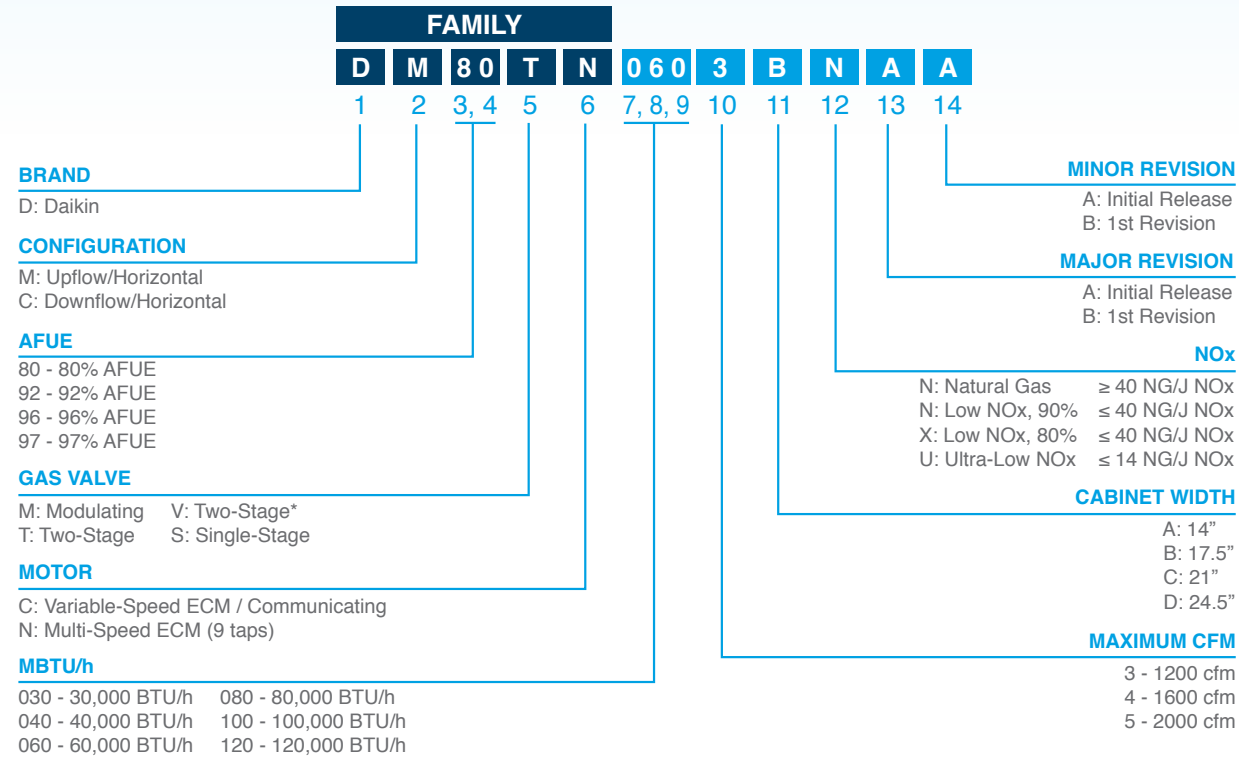 FAMILY
D M 8 0 T N 0 6 0 3 B N A A
1 2 3, 4 5 6 7, 8, 9 10 11 12 13 14
BRAND
D: Daikin
CONFIGURATION
M: Upflow/Horizontal
C: Downflow/Horizontal
AFUE
80 - 80% AFUE
92 - 92% AFUE
96 - 96% AFUE
97 - 97% AFUE
GAS VALVE
M: Modulating V: Two-Stage*
T: Two-Stage S: Single-Stage
MOTOR
C: Variable-Speed ECM / Communicating
N: Multi-Speed ECM (9 taps)
MBTU/h
030 - 30,000 BTU/h 080 - 80,000 BTU/h
040 - 40,000 BTU/h 100 - 100,000 BTU/h
060 - 60,000 BTU/h 120 - 120,000 BTU/h
MINOR REVISION
A: Initial Release
B: 1st Revision
MAJOR REVISION
A: Initial Release
B: 1st Revision
NOx
N: Natural Gas ≥ 40 NG/J NOx
N: Low NOx, 90% ≤ 40 NG/J NOx
X: Low NOx, 80% ≤ 40 NG/J NOx
U: Ultra-Low NOx ≤ 14 NG/J NOx
CABINET WIDTH
A: 14”
B: 17.5”
C: 21”
D: 24.5”
MAXIMUM CFM
3 - 1200 cfm
4 - 1600 cfm
5 - 2000 cfm